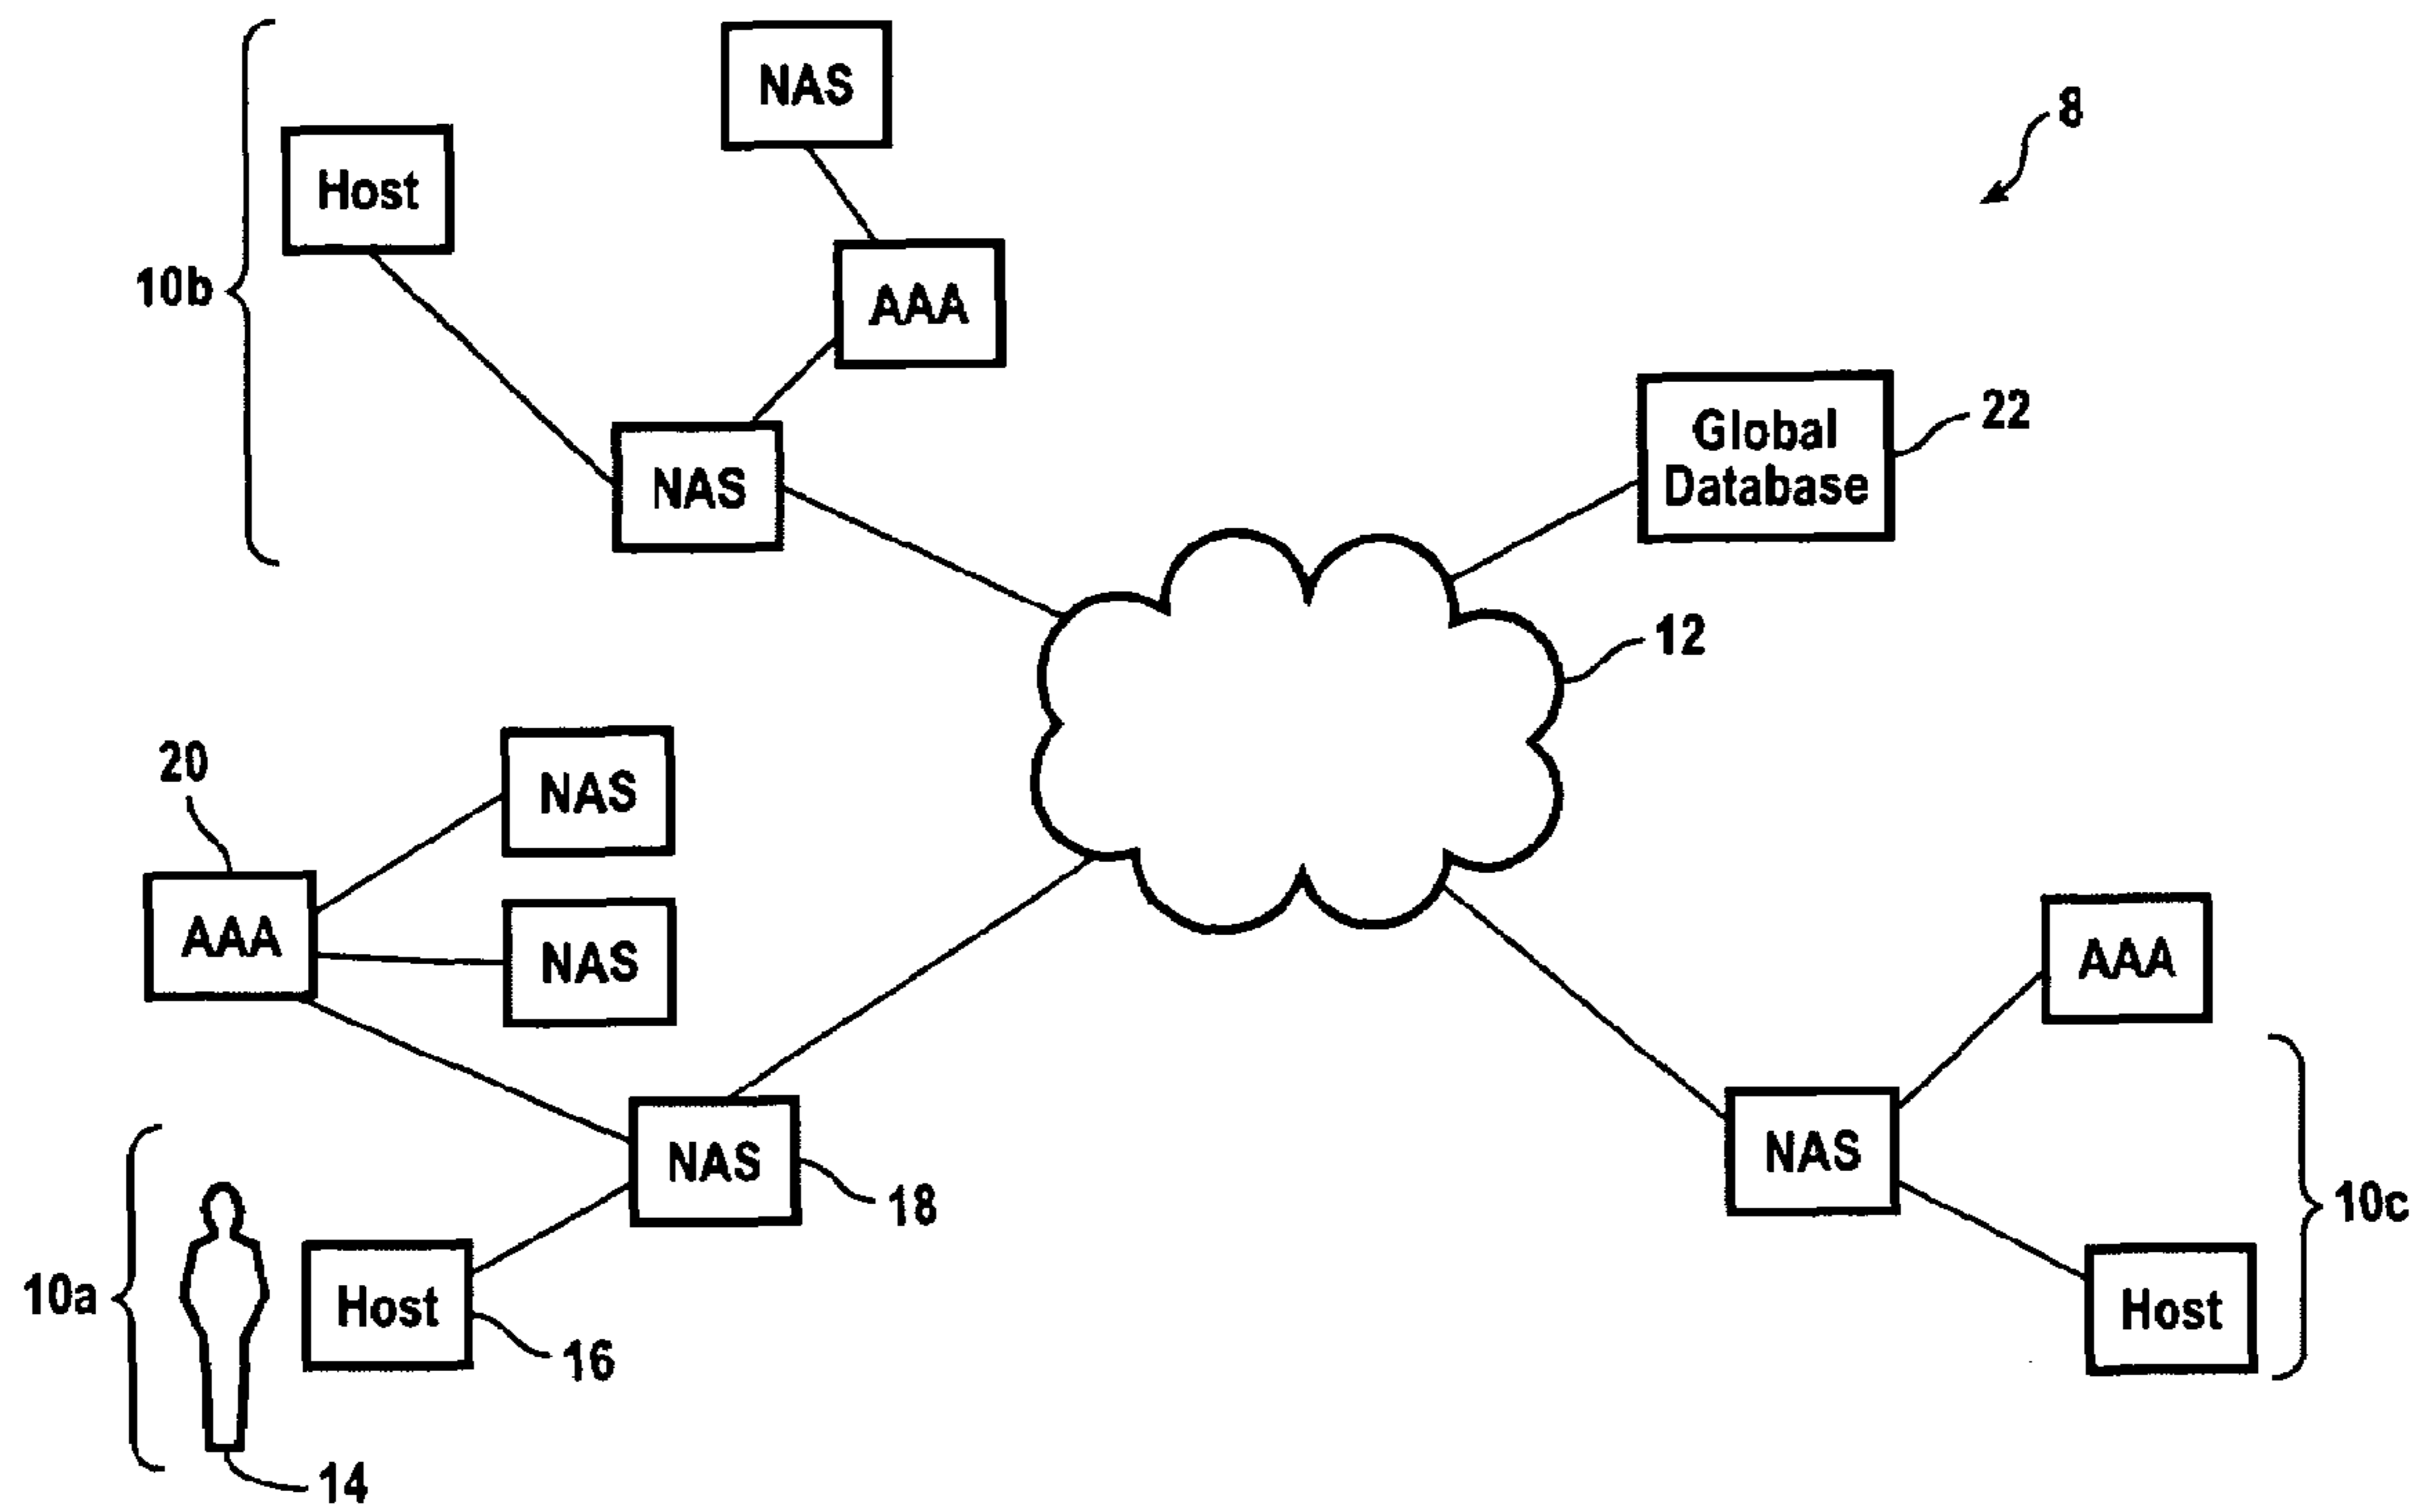 NAS
8
Host
10b
AAA
Global
Database
22
NAS
12
20
NAS
AAA
NAS
AAA
NAS
18
NAS
10c
10a
Host
16
Host
14